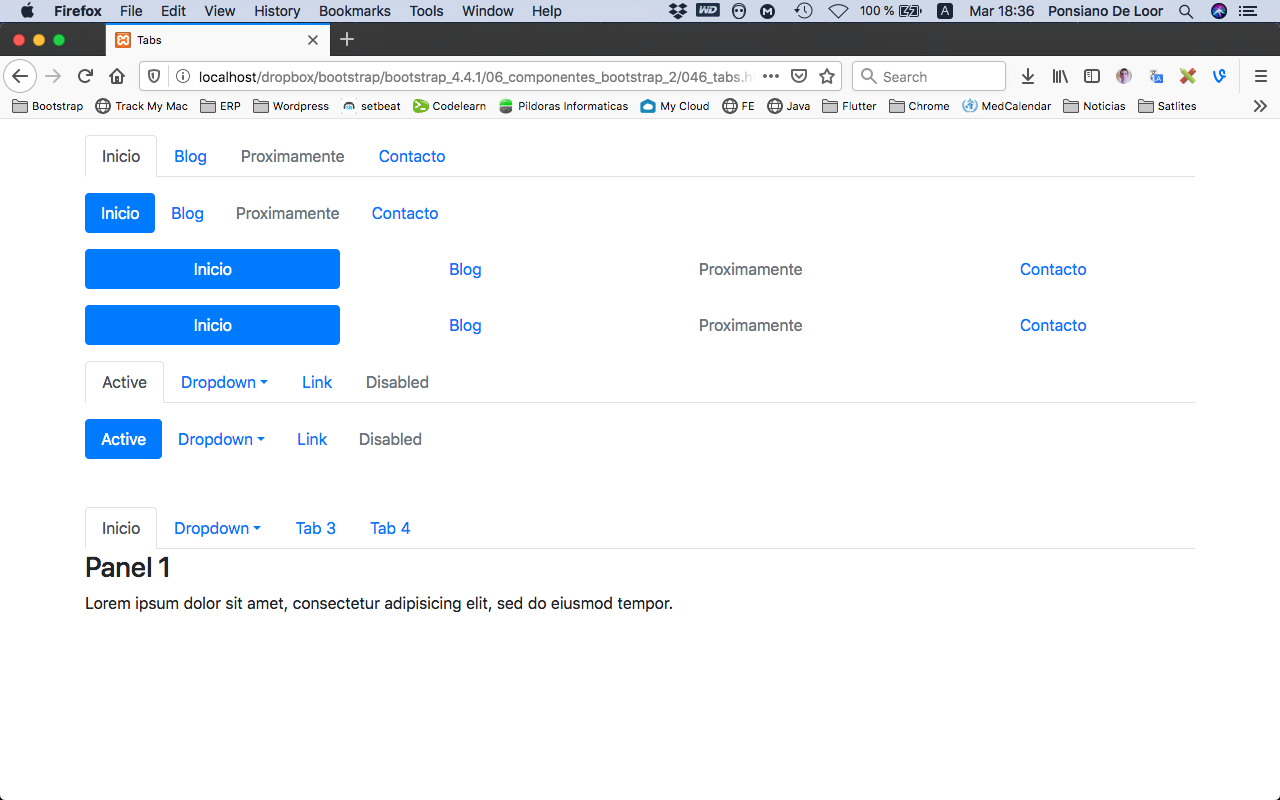 Firefox File Edit View History Bookmarks Tools Window Help WD M 100 % A Mar 18:36 Ponsiano De Loor
Tabs
localhost/dropbox/bootstrap/bootstrap_4.4.1/06_componentes_bootstrap_2/046_tabs.h Search
Bootstrap Track My Mac ERP Wordpress setbeat Codelearn Pildoras Informaticas My Cloud FE Java Flutter Chrome MedCalendar Noticias Satlites
Inicio Blog Proximamente Contacto
Inicio Blog Proximamente Contacto
Inicio Blog Proximamente Contacto
Inicio Blog Proximamente Contacto
Active Dropdown Link Disabled
Active Dropdown Link Disabled
Inicio Dropdown Tab 3 Tab 4
Panel 1
Lorem ipsum dolor sit amet, consectetur adipisicing elit, sed do eiusmod tempor.